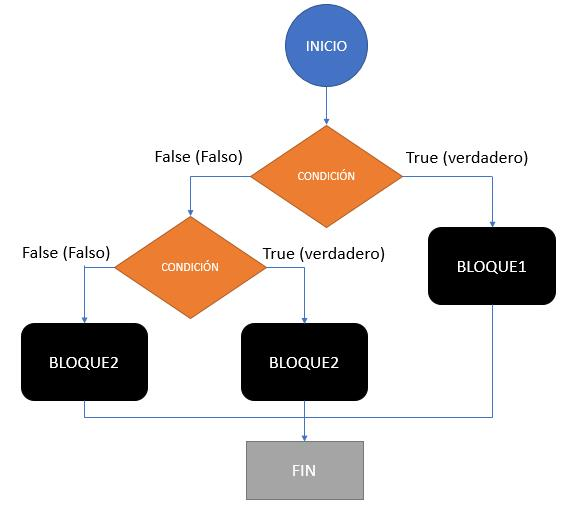 INICIO
False (Falso)
True (verdadero)
CONDICIÓN
False (Falso)
True (verdadero)
CONDICIÓN
BLOQUE1
BLOQUE2
BLOQUE2
FIN